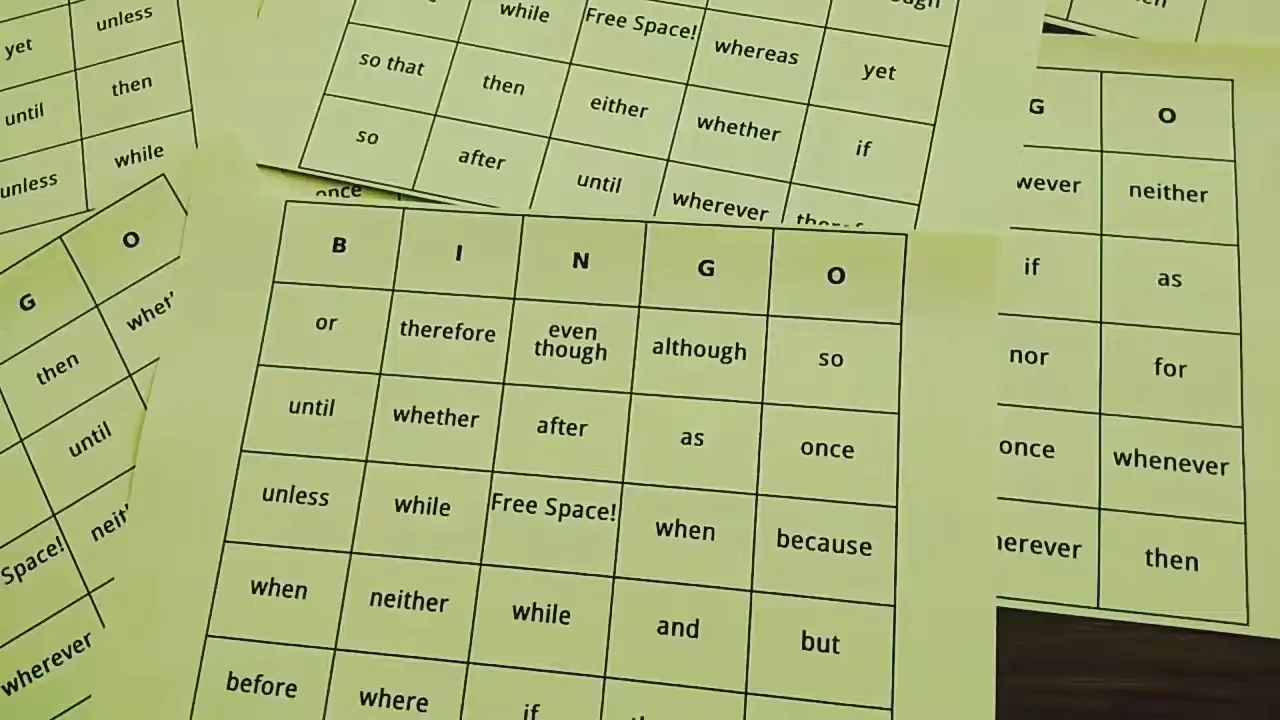 yet unless
until then
unless while
while Free Space! whereas yet
so that then either whether if
so after until wherever
once
G O
neither
if as
nor for
once whenever
then
G O
then
until
Space!
wherever
B I N G O
or therefore even though although so
until whether after as once
unless while Free Space! when because
when neither while and but
before where if